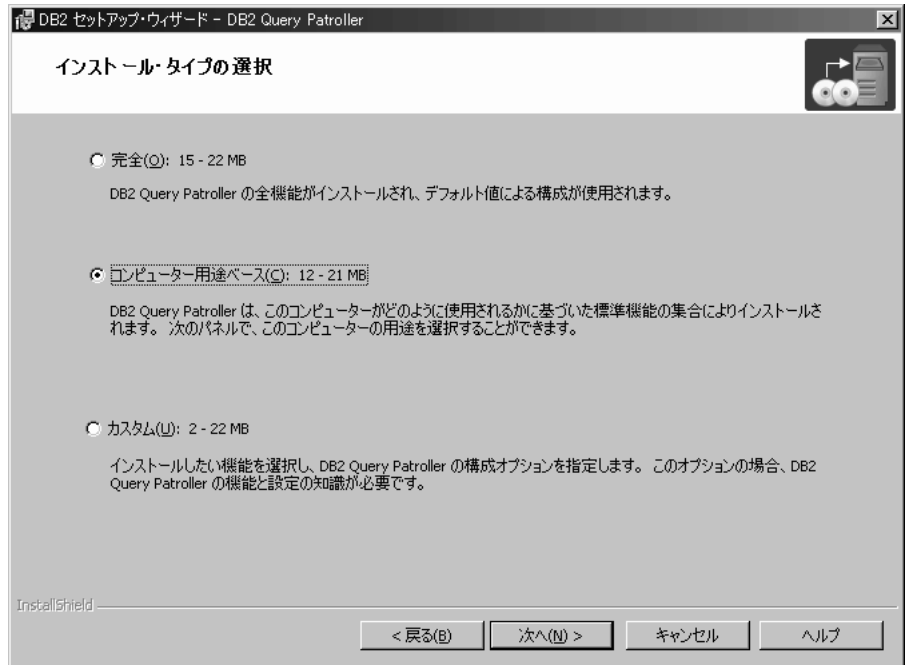 DB2 セットアップ・ウィザード - DB2 Query Patroller
インストール・タイプの選択
完全(O): 15 - 22 MB
DB2 Query Patroller の全機能がインストールされ、デフォルト値による構成が使用されます。
コンピューター用途ベース(C): 12 - 21 MB
DB2 Query Patroller は、このコンピューターがどのように使用されるかに基づいた標準機能の集合によりインストールさ
れます。 次のパネルで、このコンピューターの用途を選択することができます。
カスタム(U): 2 - 22 MB
インストールしたい機能を選択し、DB2 Query Patroller の構成オプションを指定します。 このオプションの場合、DB2
Query Patroller の機能と設定の知識が必要です。
InstallShield
< 戻る(B) 次へ(N) > キャンセル ヘルプ